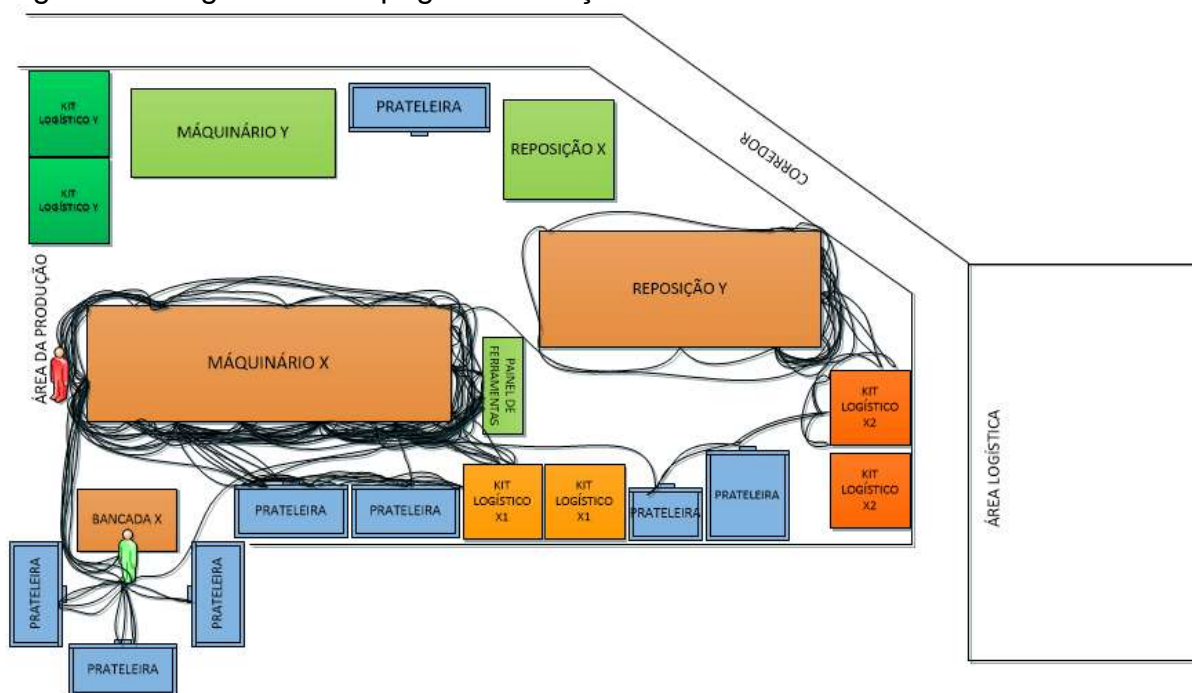 KIT
LOGÍSTICO Y
MÁQUINÁRIO Y
PRATELEIRA
REPOSIÇÃO X
CORREDOR
KIT
LOGÍSTICO Y
ÁREA DA PRODUÇÃO
REPOSIÇÃO Y
MÁQUINÁRIO X
PAINEL DE
FERRAMENTAS
KIT
LOGÍSTICO
X2
ÁREA LOGÍSTICA
KIT
LOGÍSTICO
X1
KIT
LOGÍSTICO
X1
PRATELEIRA
PRATELEIRA
PRATELEIRA
PRATELEIRA
KIT
LOGÍSTICO
X2
BANCADA X
PRATELEIRA
PRATELEIRA
PRATELEIRA